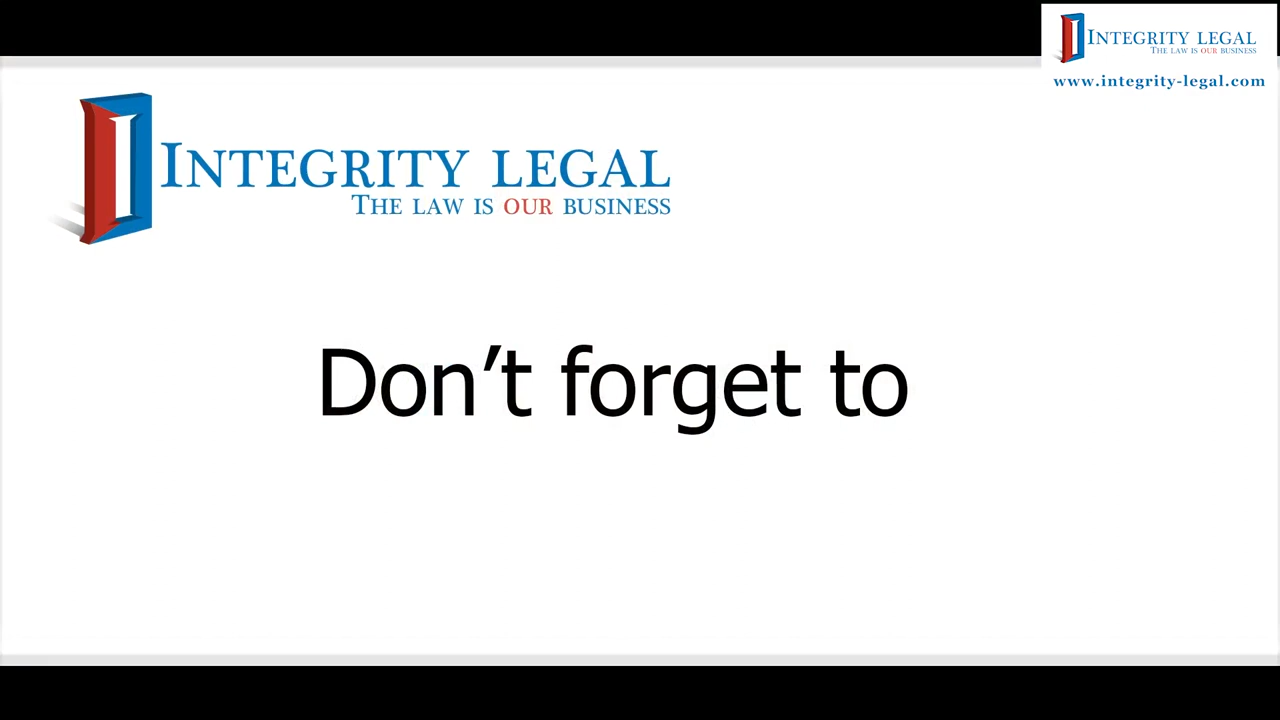 INTEGRITY LEGAL
THE LAW IS OUR BUSINESS
www.integrity-legal.com
INTEGRITY LEGAL
THE LAW IS OUR BUSINESS
Don’t forget to